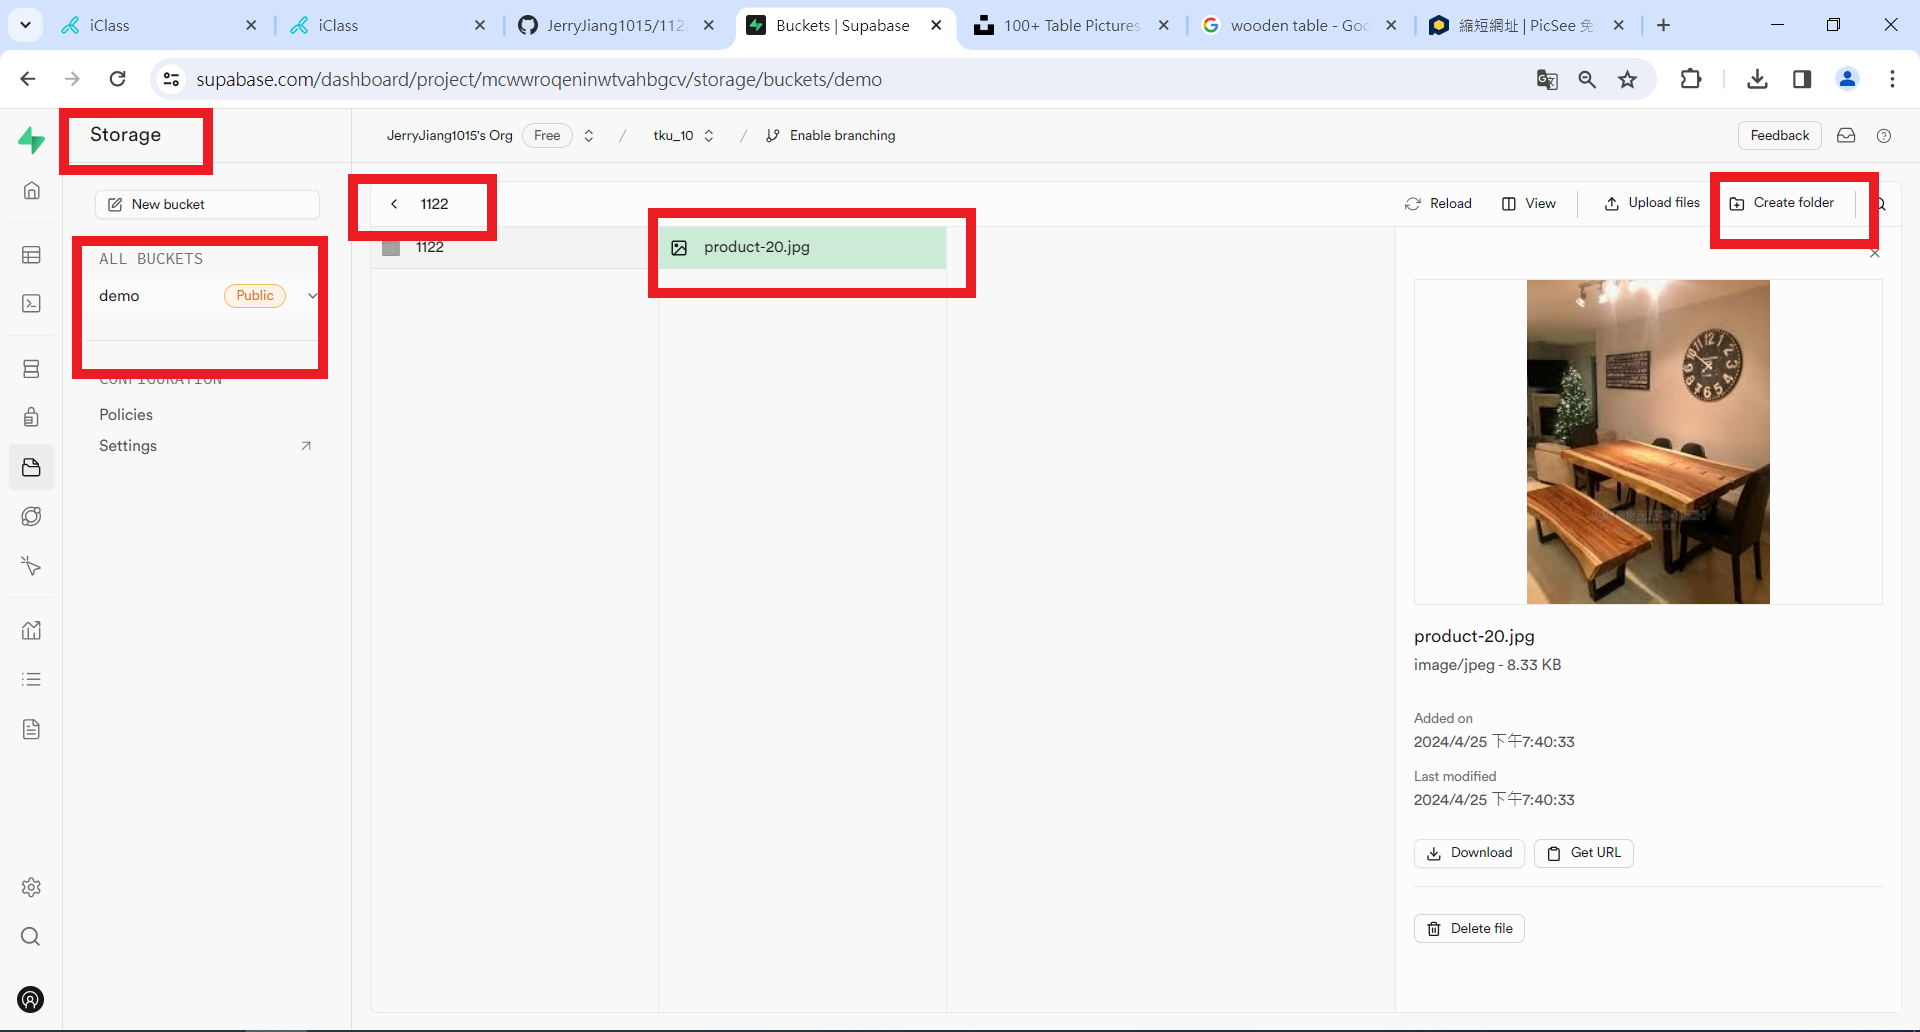 iClass
iClass
JerryJiang1015/112
Buckets | Supabase
100+ Table Pictures
wooden table - Goo
縮短網址 | PicSee 免
supabase.com/dashboard/project/mcwwroqeninwtvahbgcv/storage/buckets/demo
Storage
JerryJiang1015's Org
Free
/
tku_10
/
Enable branching
Feedback
New bucket
1122
Reload
View
Upload files
Create folder
ALL BUCKETS
demo
Public
1122
product-20.jpg
CONFIGURATION
Policies
Settings
product-20.jpg
image/jpeg - 8.33 KB
Added on
2024/4/25 下午7:40:33
Last modified
2024/4/25 下午7:40:33
Download
Get URL
Delete file